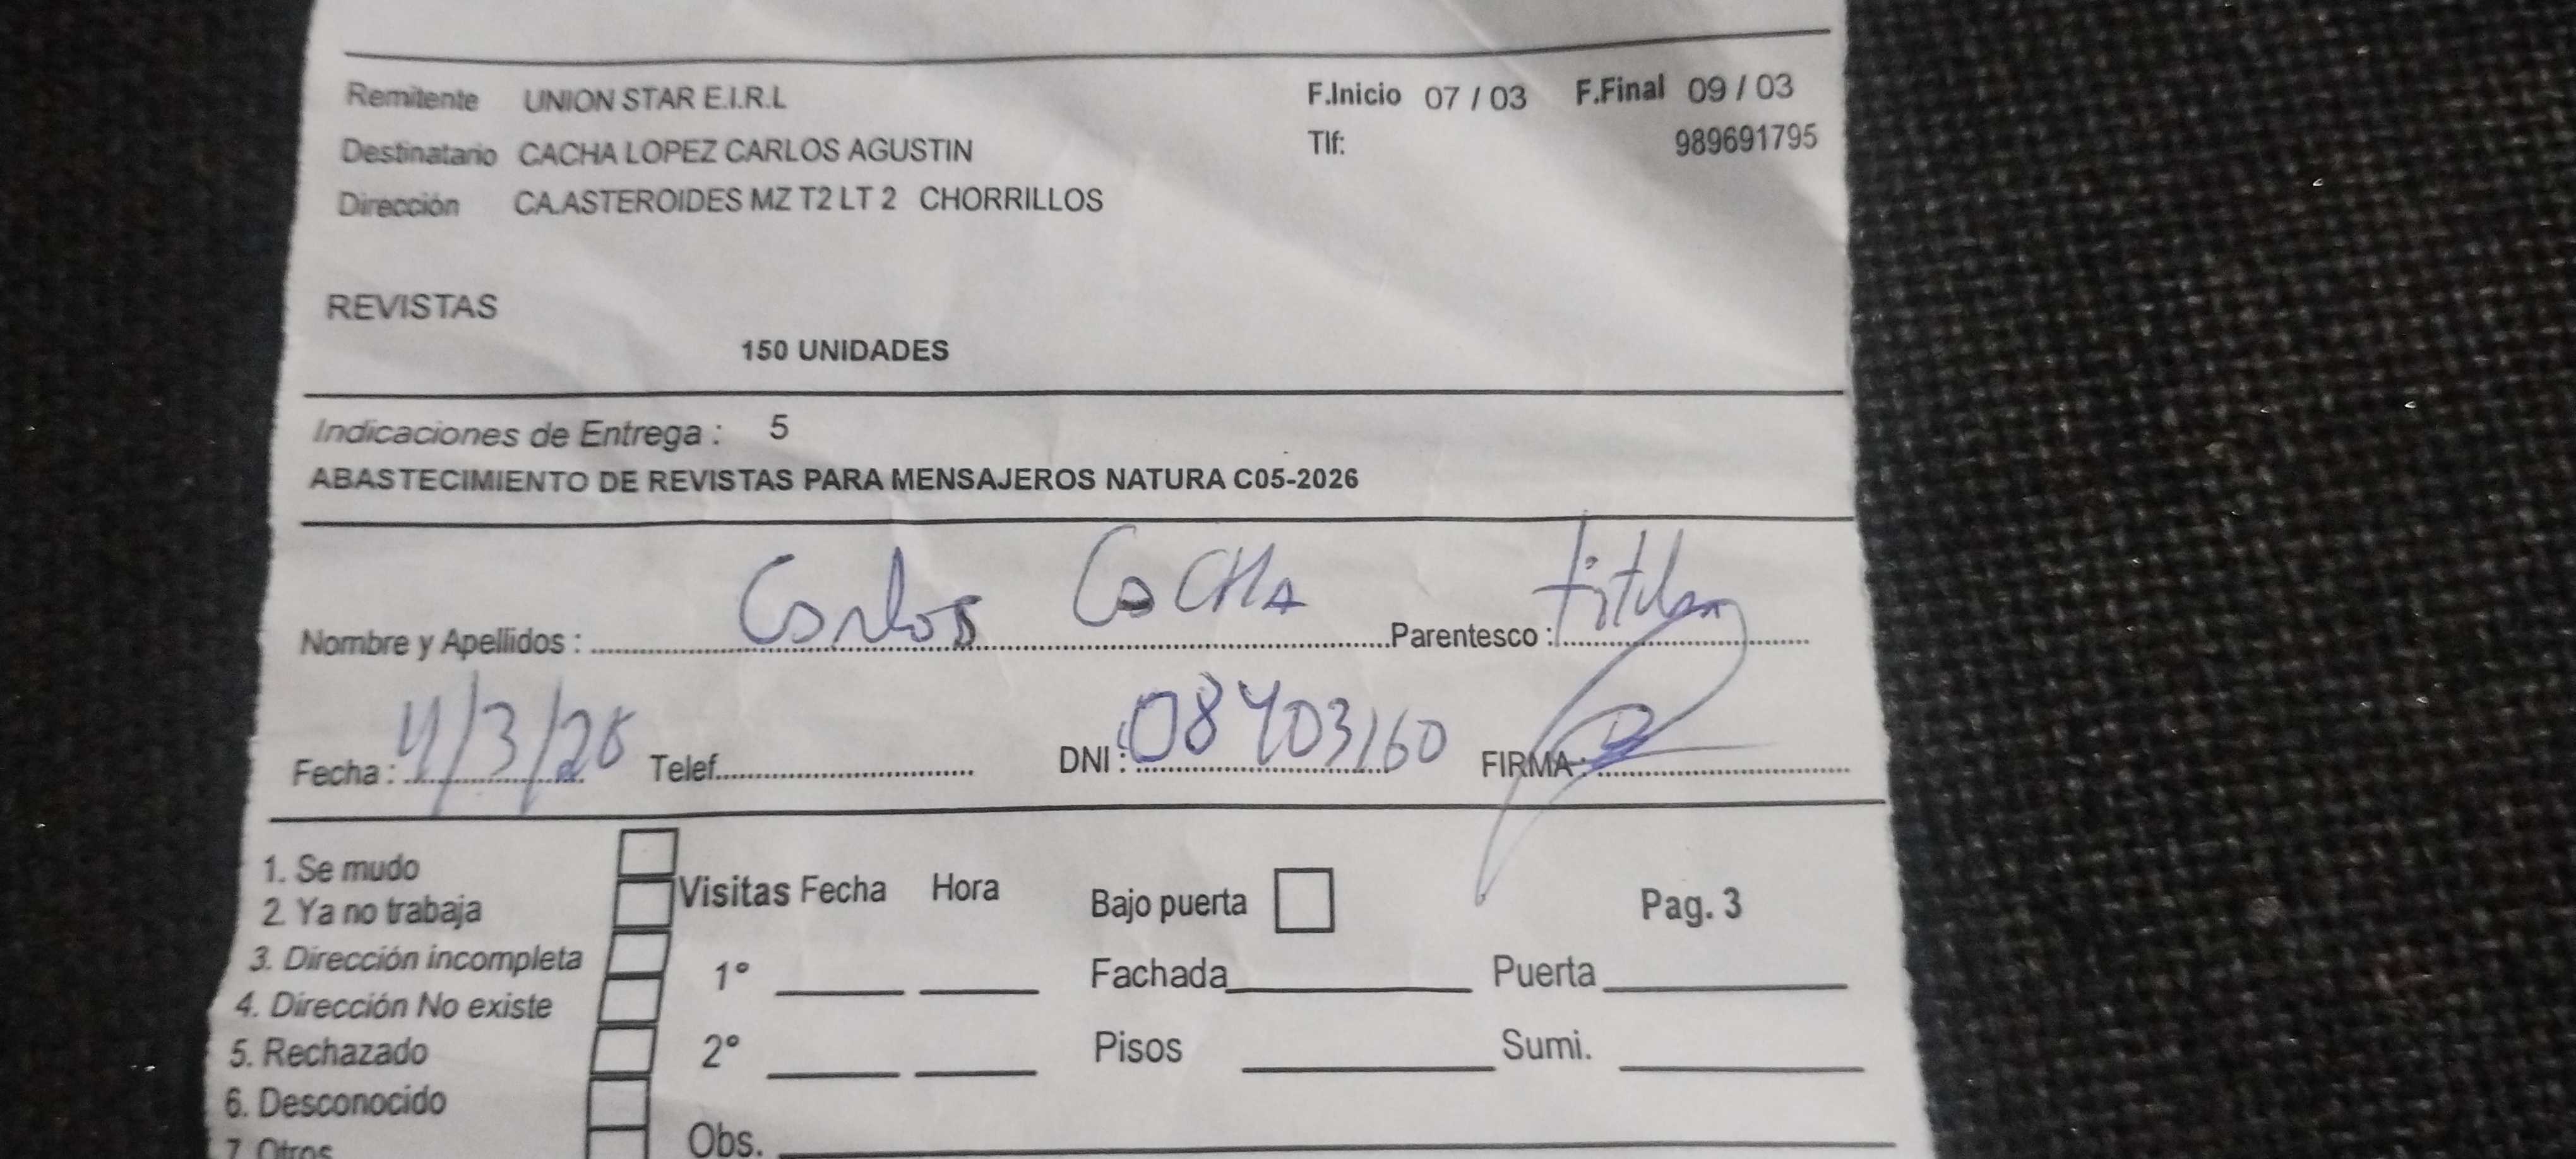 Remitente UNION STAR E.I.R.L F.Inicio 07 / 03 F.Final 09 / 03
Destinatario CACHA LOPEZ CARLOS AGUSTIN Tlf: 989691795
Dirección CA.ASTEROIDES MZ T2 LT 2 CHORRILLOS
REVISTAS
150 UNIDADES
Indicaciones de Entrega : 5
ABASTECIMIENTO DE REVISTAS PARA MENSAJEROS NATURA C05-2026
Nombre y Apellidos : Carlos CaCHA Parentesco : titular
Fecha : 4/3/26 Telef. DNI : 08403160 FIRMA :
1. Se mudo
2. Ya no trabaja
3. Dirección incompleta
4. Dirección No existe
5. Rechazado
6. Desconocido
7. Otros
Visitas Fecha Hora
1°
2°
Obs.
Bajo puerta Pag. 3
Fachada Puerta
Pisos Sumi.